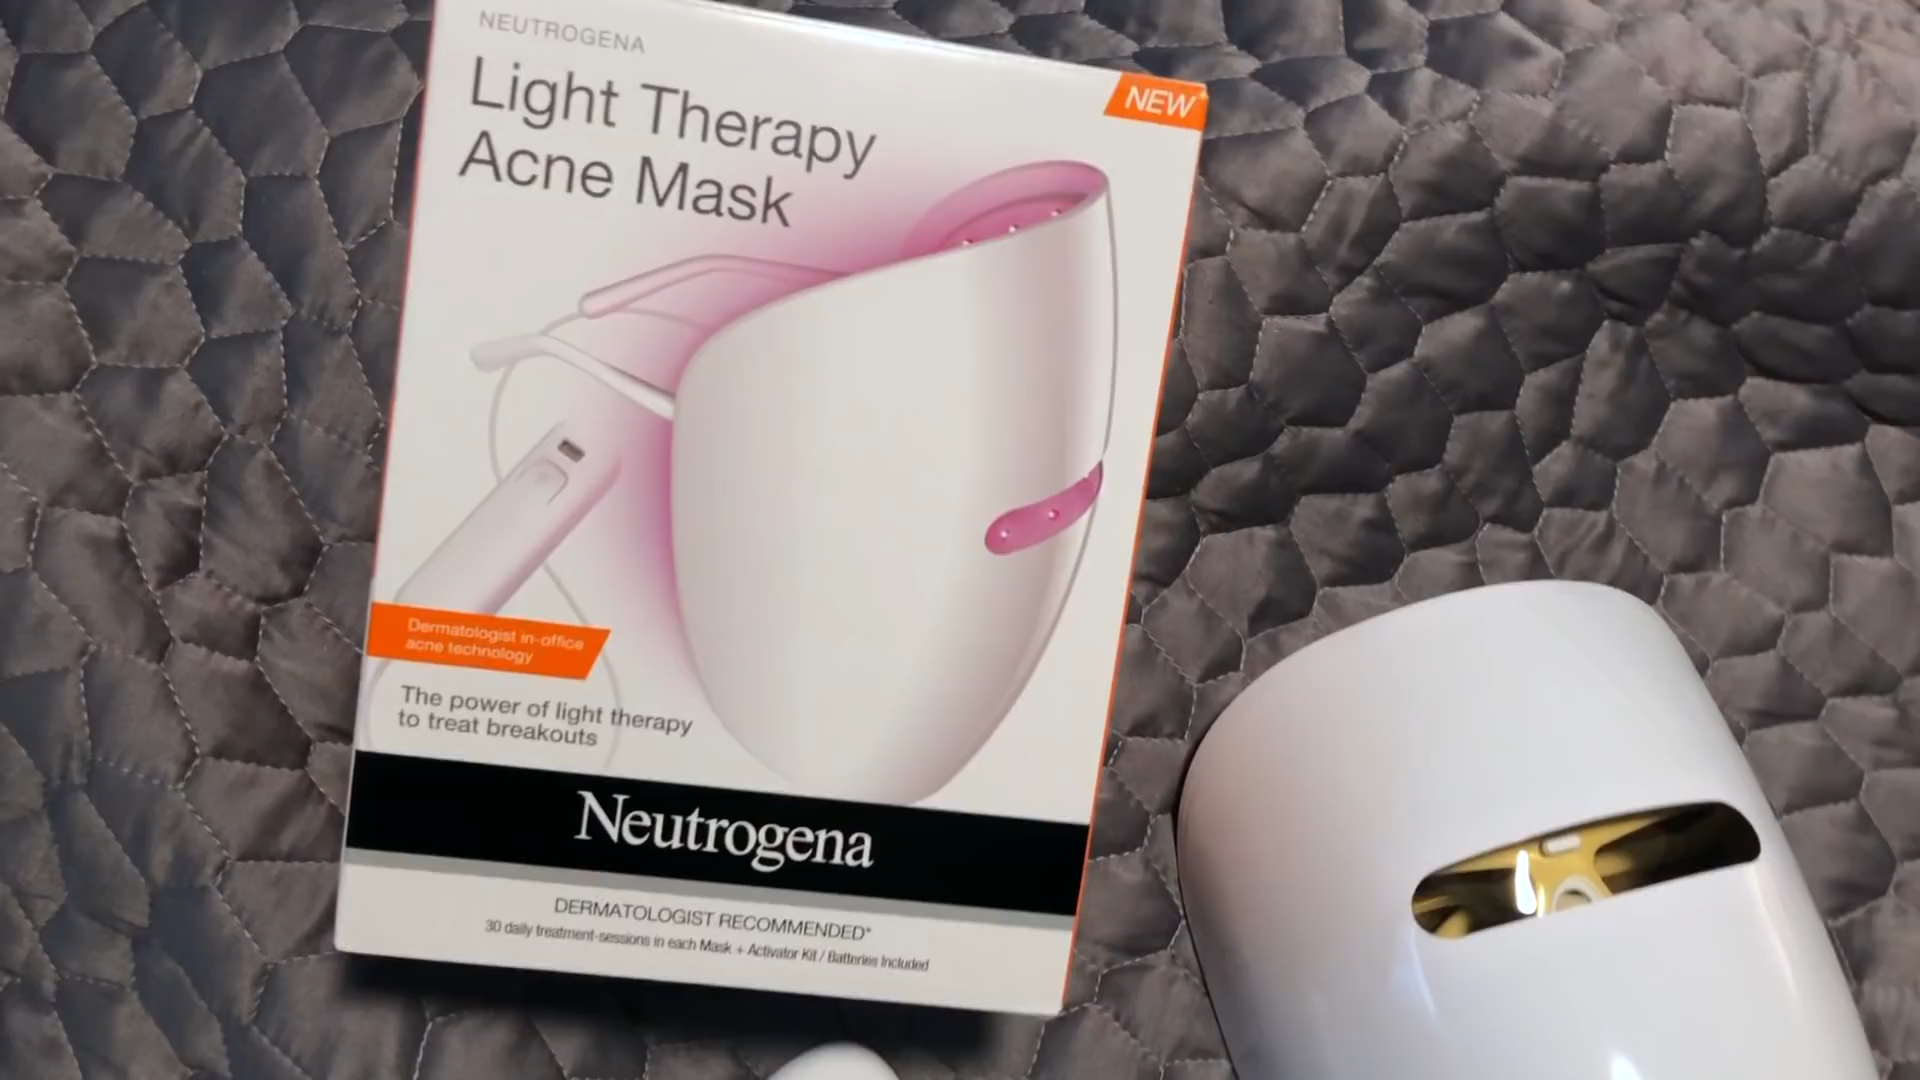 NEUTROGENA
Light Therapy
Acne Mask
NEW
Dermatologist in-office
acne technology
The power of light therapy
to treat breakouts
Neutrogena
DERMATOLOGIST RECOMMENDED*
30 daily treatment-sessions in each Mask + Activator Kit / Batteries Included